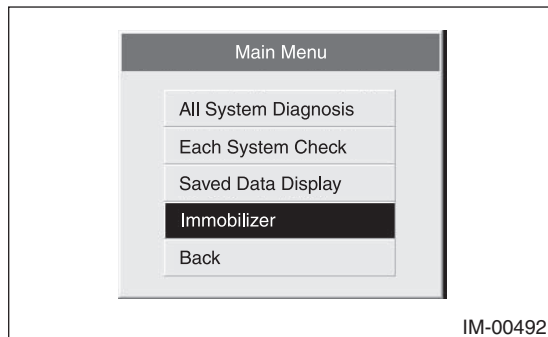 Main Menu
All System Diagnosis
Each System Check
Saved Data Display
Immobilizer
Back
IM-00492